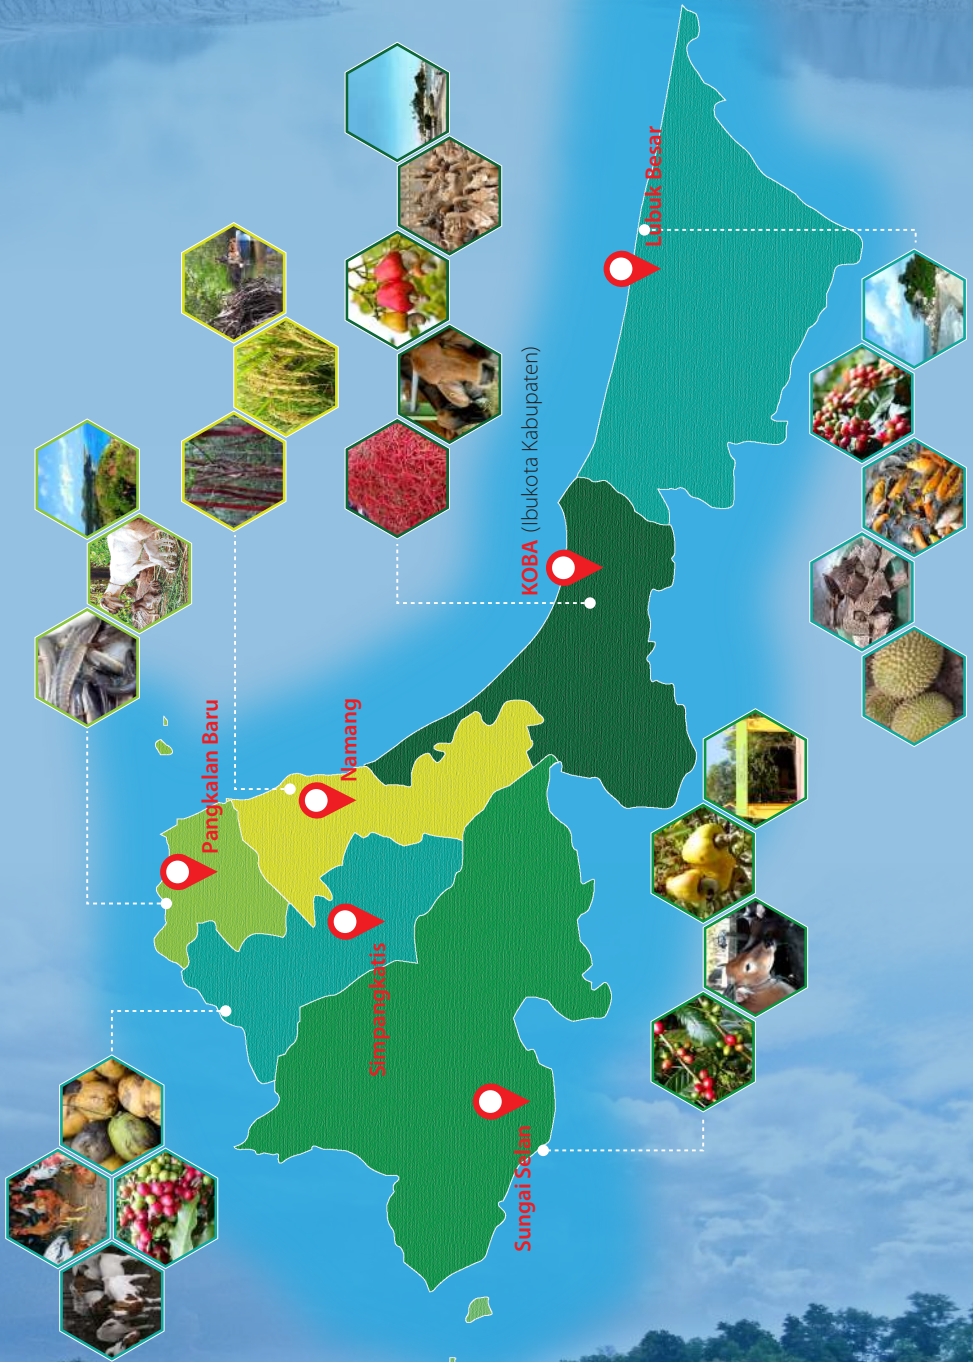 Pangkalan Baru
Namang
Simpangkatis
Sungai Selan
KOBA (Ibukota Kabupaten)
Lubuk Besar